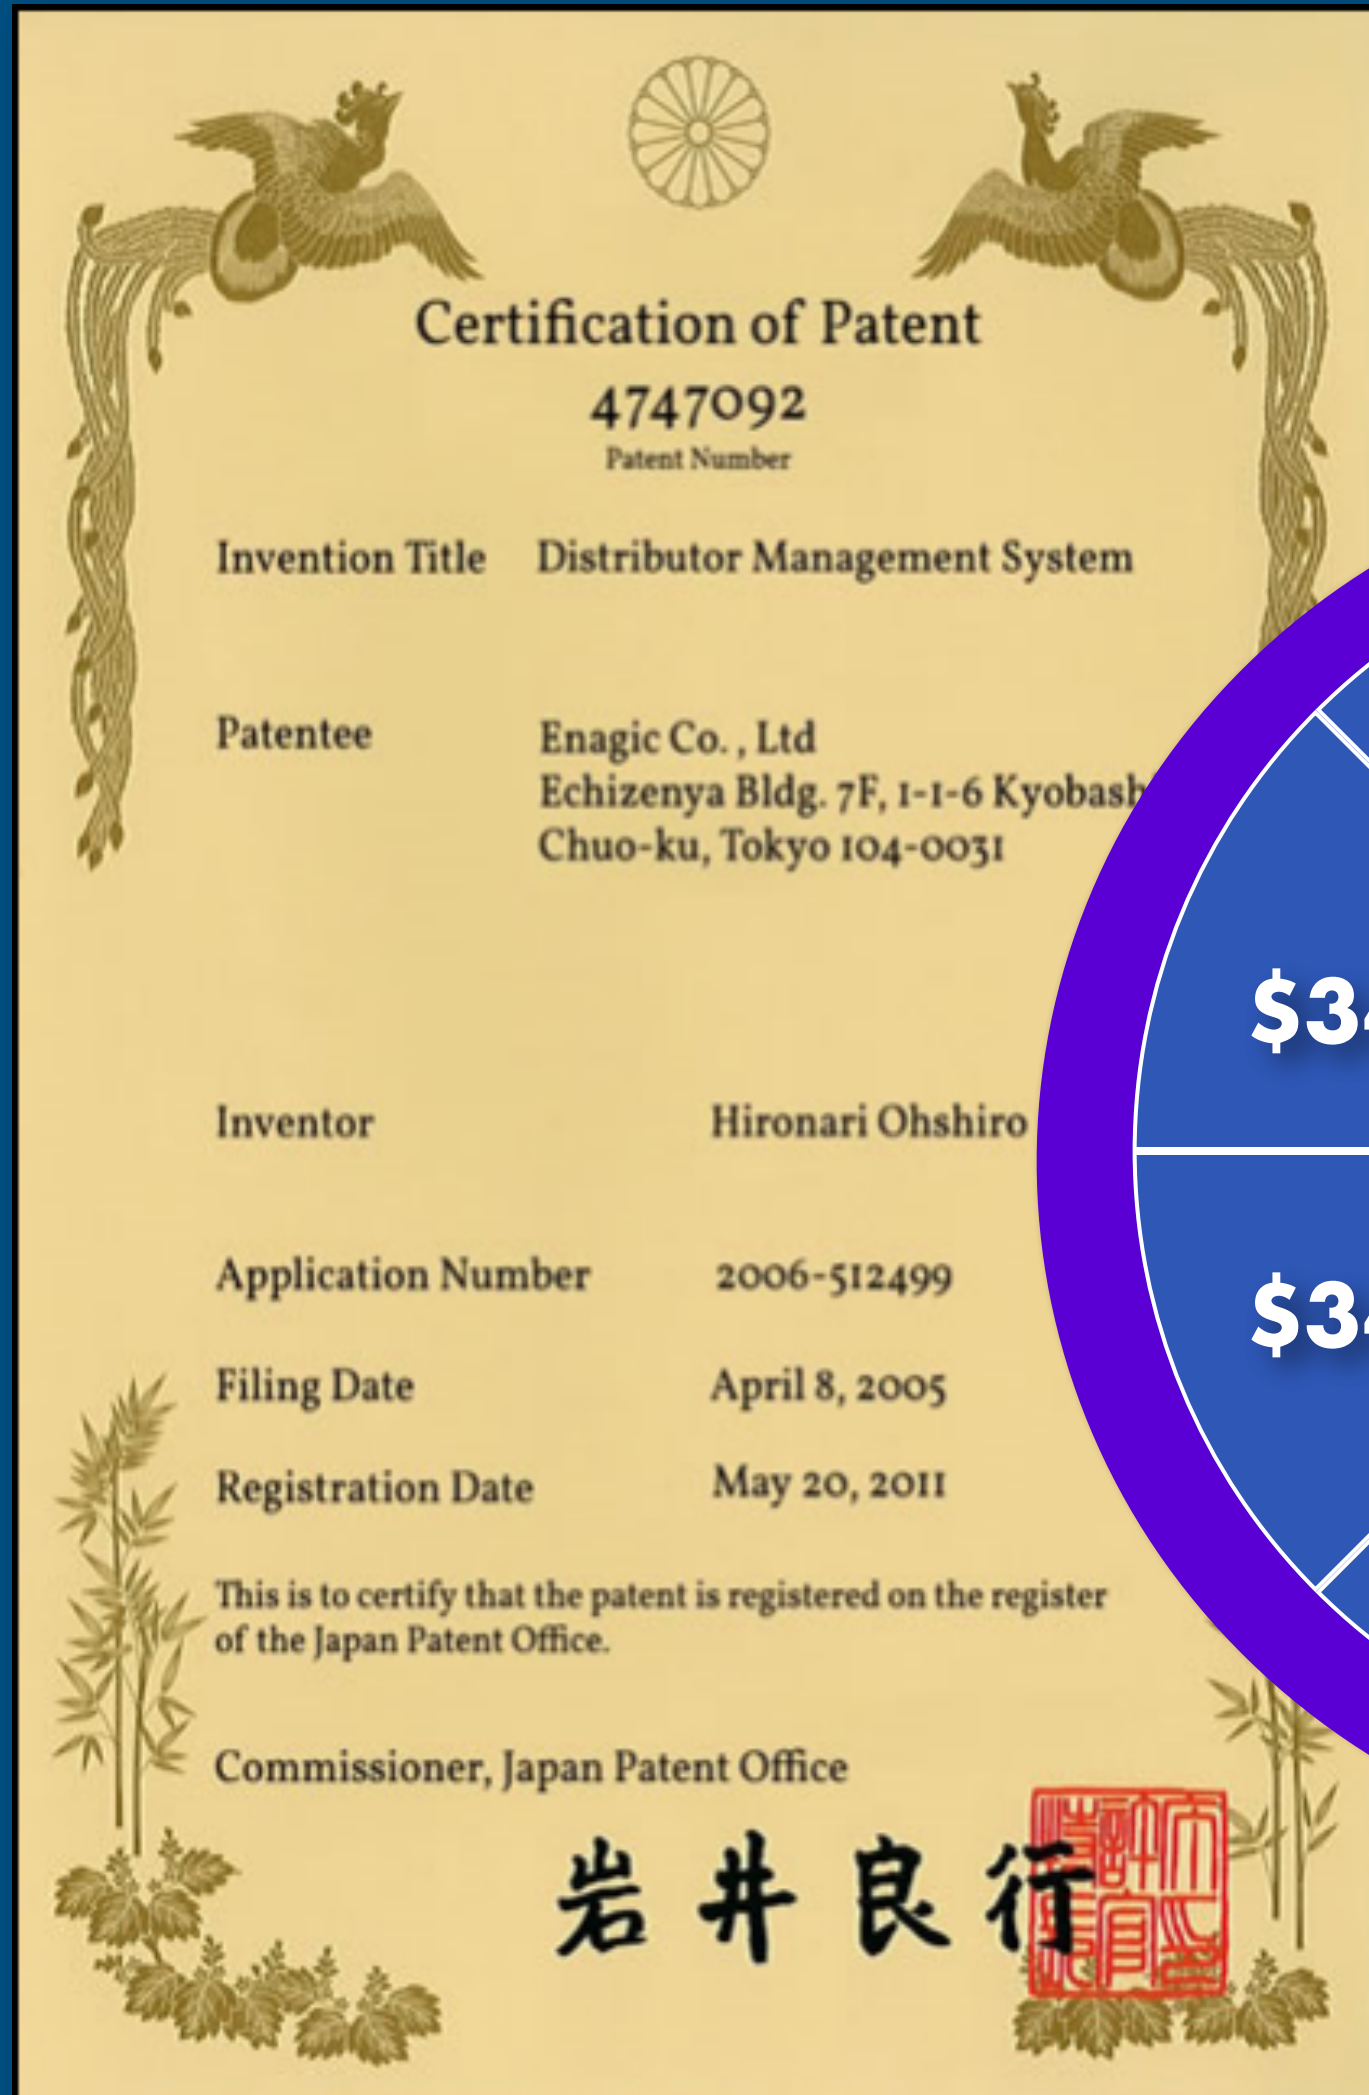 Certification of Patent
4747092
Patent Number
Invention Title Distributor Management System
Patentee Enagic Co. , Ltd
Echizenya Bldg. 7F, 1-1-6 Kyobash
Chuo-ku, Tokyo 104-0031
$34
Inventor Hironari Ohshiro
Application Number 2006-512499
$34
Filing Date April 8, 2005
Registration Date May 20, 2011
This is to certify that the patent is registered on the register
of the Japan Patent Office.
Commissioner, Japan Patent Office
岩井良行